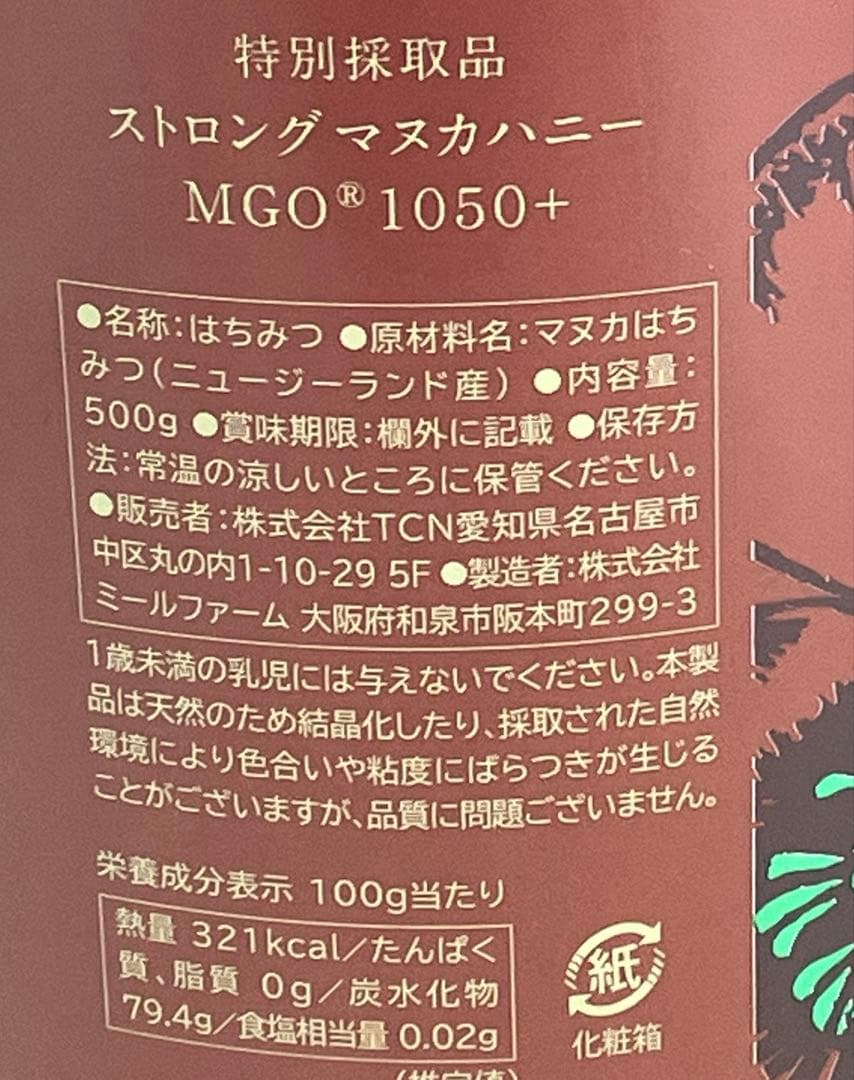 特別採取品
ストロング マヌカハニー
MGO® 1050+
●名称：はちみつ ●原材料名：マヌカはち
みつ（ニュージーランド産） ●内容量：
500g ●賞味期限：欄外に記載 ●保存方
法：常温の涼しいところに保管ください。
●販売者：株式会社TCN愛知県名古屋市
中区丸の内1-10-29 5F ●製造者：株式会社
ミールファーム 大阪府和泉市阪本町299-3
1歳未満の乳児には与えないでください。本製
品は天然のため結晶化したり、採取された自然
環境により色合いや粘度にばらつきが生じる
ことがございますが、品質に問題ございません。
栄養成分表示 100g当たり
熱量 321kcal／たんぱく
質、脂質 0g／炭水化物
79.4g／食塩相当量 0.02g
(推定値)
紙
化粧箱